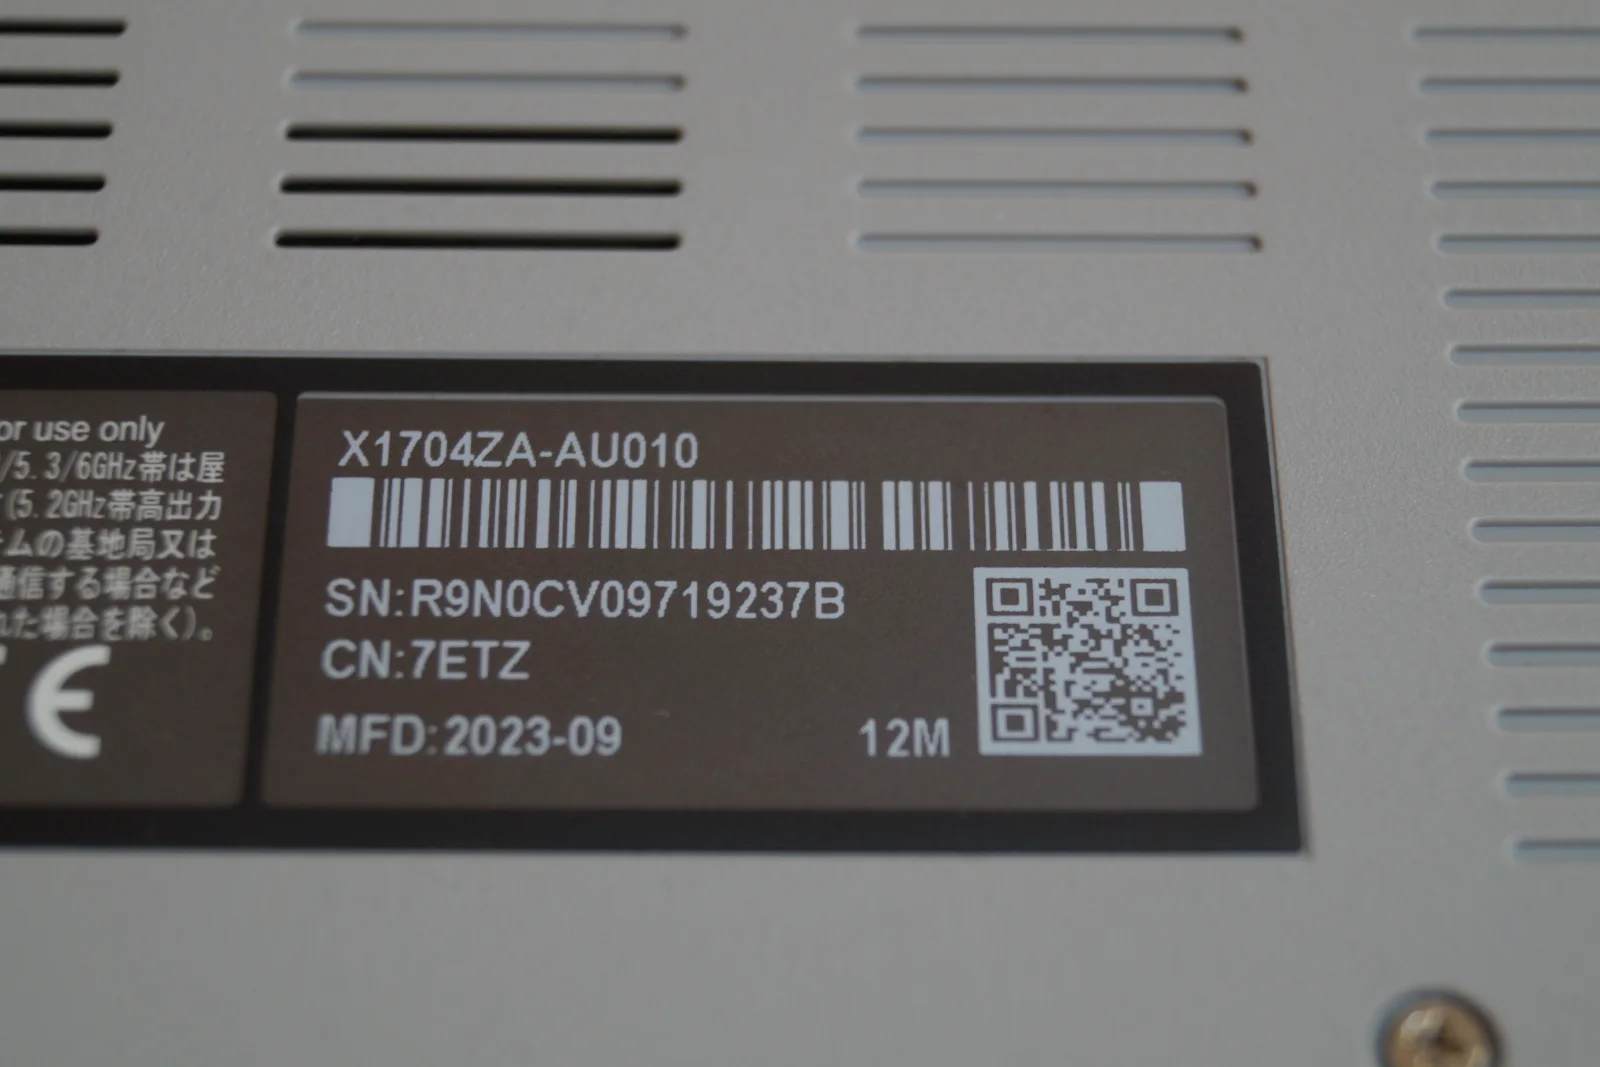 or use only
/5.3/6GHz帯は屋
(5.2GHz帯高出力
ムの基地局又は
通信する場合など
れた場合を除く)。
CE
X1704ZA-AU010
SN:R9N0CV09719237B
CN:7ETZ
MFD:2023-09
12M